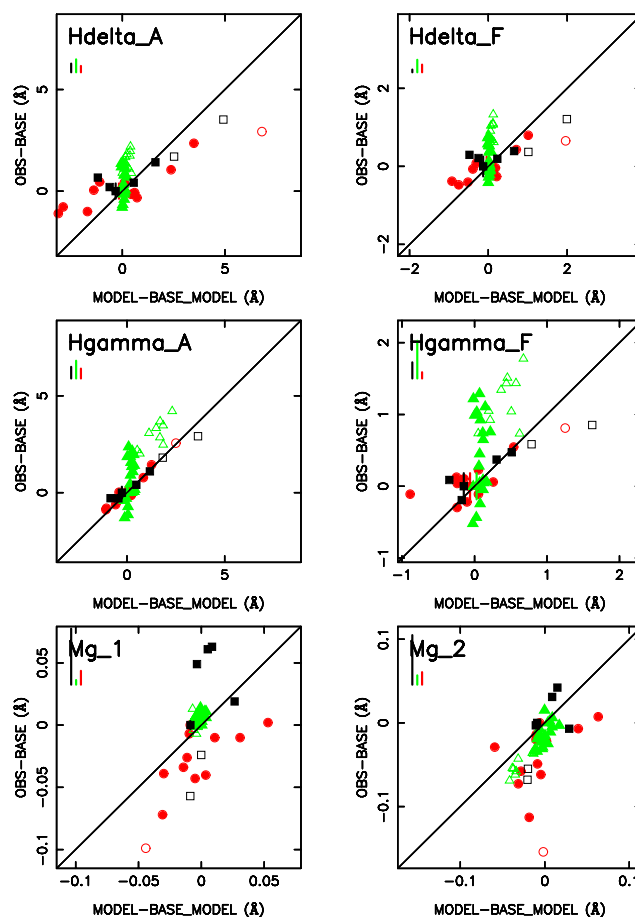 Hdelta_A
5
0
OBS-BASE (Å)
0 5
MODEL-BASE_MODEL (Å)
Hdelta_F
2
0
-2
OBS-BASE (Å)
-2 0 2
MODEL-BASE_MODEL (Å)
Hgamma_A
5
0
OBS-BASE (Å)
0 5
MODEL-BASE_MODEL (Å)
Hgamma_F
2
1
0
-1
OBS-BASE (Å)
-1 0 1 2
MODEL-BASE_MODEL (Å)
Mg_1
0.05
0
-0.05
-0.1
OBS-BASE (Å)
-0.1 -0.05 0 0.05
MODEL-BASE_MODEL (Å)
Mg_2
0.1
0
-0.1
OBS-BASE (Å)
-0.1 0 0.1
MODEL-BASE_MODEL (Å)